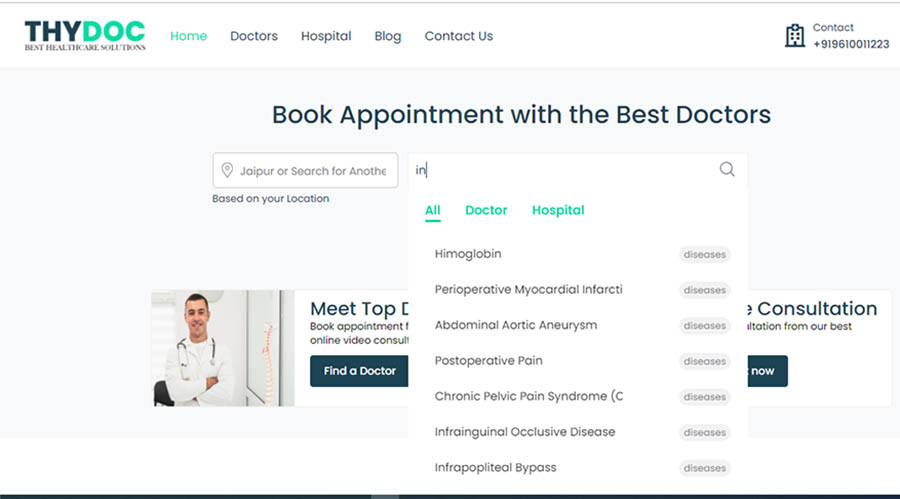 THYDOC
BEST HEALTHCARE SOLUTIONS
Home
Doctors
Hospital
Blog
Contact Us
Contact
+919610011223
Book Appointment with the Best Doctors
Jaipur or Search for Anothe
in
Based on your Location
All
Doctor
Hospital
Himoglobin
diseases
Perioperative Myocardial Infarcti
diseases
Abdominal Aortic Aneurysm
diseases
Postoperative Pain
diseases
Chronic Pelvic Pain Syndrome (C
diseases
Infrainguinal Occlusive Disease
diseases
Infrapopliteal Bypass
diseases
Meet Top D
Book appointment f
online video consult
Find a Doctor
e Consultation
ultation from our best
now